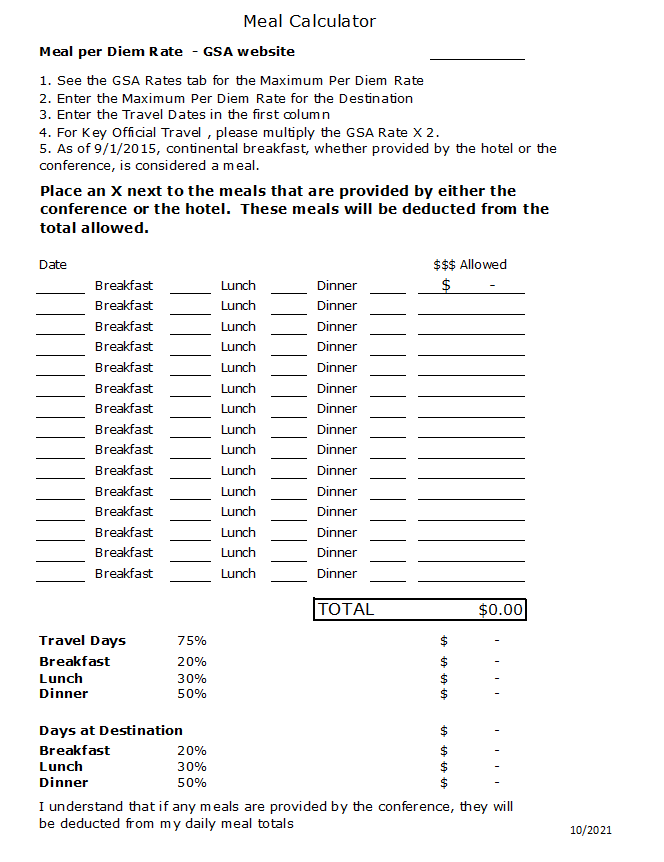 Meal Calculator
Meal per Diem Rate - GSA website
1. See the GSA Rates tab for the Maximum Per Diem Rate
2. Enter the Maximum Per Diem Rate for the Destination
3. Enter the Travel Dates in the first column
4. For Key Official Travel , please multiply the GSA Rate X 2.
5. As of 9/1/2015, continental breakfast, whether provided by the hotel or the
conference, is considered a meal.
Place an X next to the meals that are provided by either the
conference or the hotel. These meals will be deducted from the
total allowed.
Date $$$ Allowed
Breakfast Lunch Dinner $ -
Breakfast Lunch Dinner
Breakfast Lunch Dinner
Breakfast Lunch Dinner
Breakfast Lunch Dinner
Breakfast Lunch Dinner
Breakfast Lunch Dinner
Breakfast Lunch Dinner
Breakfast Lunch Dinner
Breakfast Lunch Dinner
Breakfast Lunch Dinner
Breakfast Lunch Dinner
Breakfast Lunch Dinner
Breakfast Lunch Dinner
Breakfast Lunch Dinner
TOTAL $0.00
Travel Days 75% $ -
Breakfast 20% $ -
Lunch 30% $ -
Dinner 50% $ -
Days at Destination $ -
Breakfast 20% $ -
Lunch 30% $ -
Dinner 50% $ -
I understand that if any meals are provided by the conference, they will
be deducted from my daily meal totals
10/2021